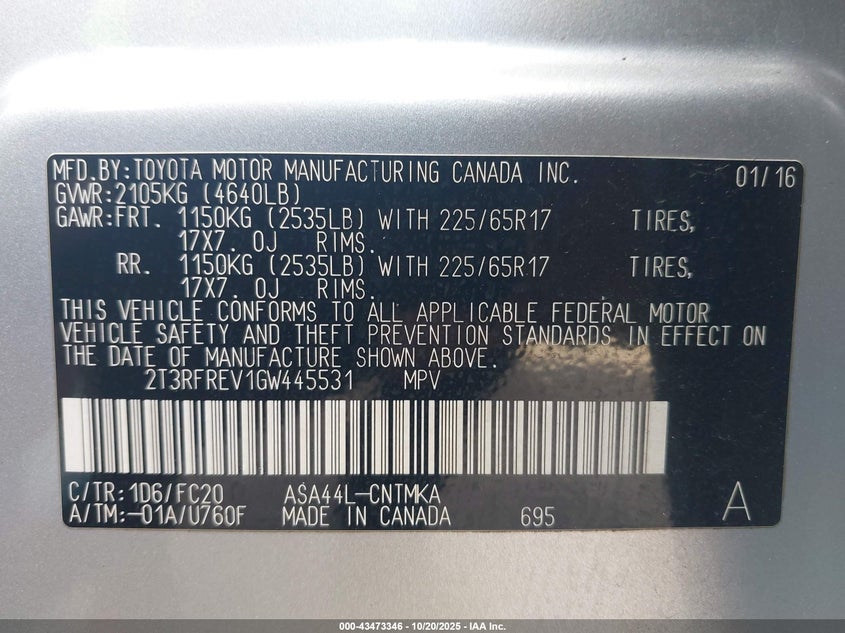 MFD.BY:TOYOTA MOTOR MANUFACTURING CANADA INC. 01/16
GVWR:2105KG (4640LB)
GAWR:FRT. 1150KG (2535LB) WITH 225/65R17 TIRES,
17X7.0J RIMS.
RR. 1150KG (2535LB) WITH 225/65R17 TIRES,
17X7.0J RIMS.
THIS VEHICLE CONFORMS TO ALL APPLICABLE FEDERAL MOTOR
VEHICLE SAFETY AND THEFT PREVENTION STANDARDS IN EFFECT ON
THE DATE OF MANUFACTURE SHOWN ABOVE.
2T3RFREV1GW445531 MPV
C/TR:1D6/FC20 ASA44L-CNTMKA
A/TM:-01A/U760F MADE IN CANADA 695 A
000-43473346 - 10/20/2025 - IAA Inc.